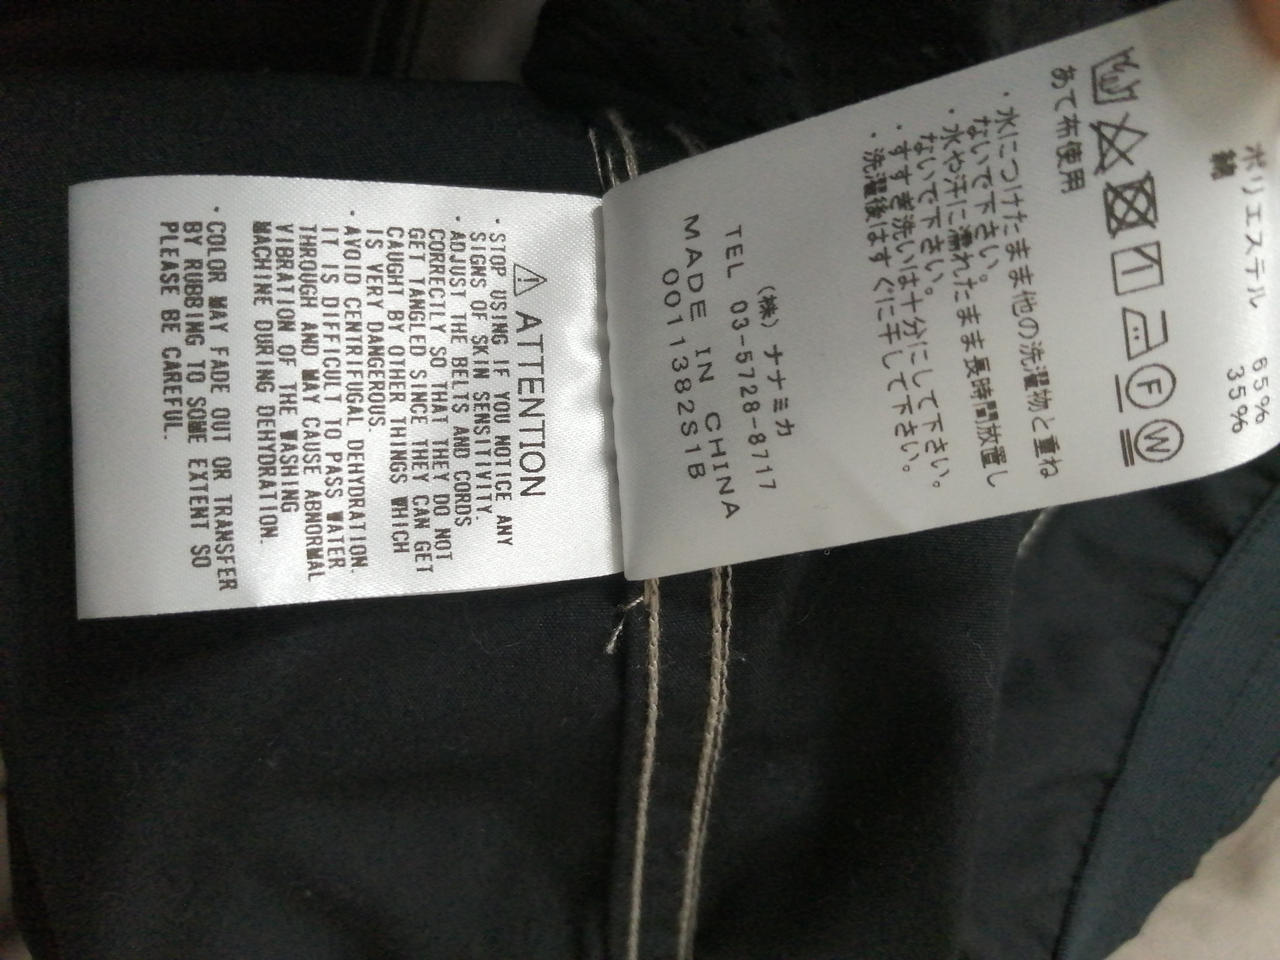 ポリエステル 65%
綿 35%
F
W
あて布使用
・水につけたまま他の洗濯物と重ね
ないで下さい。
・水や汗に濡れたまま長時間放置し
ないで下さい。
・すすぎ洗いは十分にして下さい。
・洗濯後はすぐに干して下さい。
(株)ナナミカ
TEL 03-5728-8717
MADE IN CHINA
0011382S1B
ATTENTION
・STOP USING IF YOU NOTICE ANY
SIGNS OF SKIN SENSITIVITY.
・ADJUST THE BELTS AND CORDS
CORRECTLY SO THAT THEY DO NOT
GET TANGLED SINCE THEY CAN GET
CAUGHT BY OTHER THINGS WHICH
IS VERY DANGEROUS.
・AVOID CENTRIFUGAL DEHYDRATION.
IT IS DIFFICULT TO PASS WATER
THROUGH AND MAY CAUSE ABNORMAL
VIBRATION OF THE WASHING
MACHINE DURING DEHYDRATION.
・COLOR MAY FADE OUT OR TRANSFER
BY RUBBING TO SOME EXTENT SO
PLEASE BE CAREFUL.